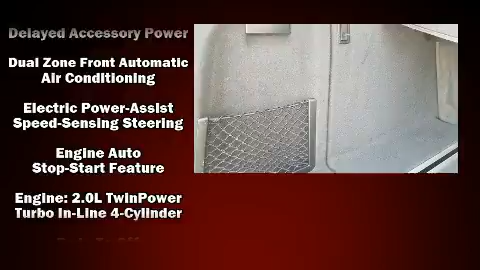 Delayed Accessory Power
Dual Zone Front Automatic
Air Conditioning
Electric Power-Assist
Speed-Sensing Steering
Engine Auto
Stop-Start Feature
Engine: 2.0L TwinPower
Turbo In-Line 4-Cylinder